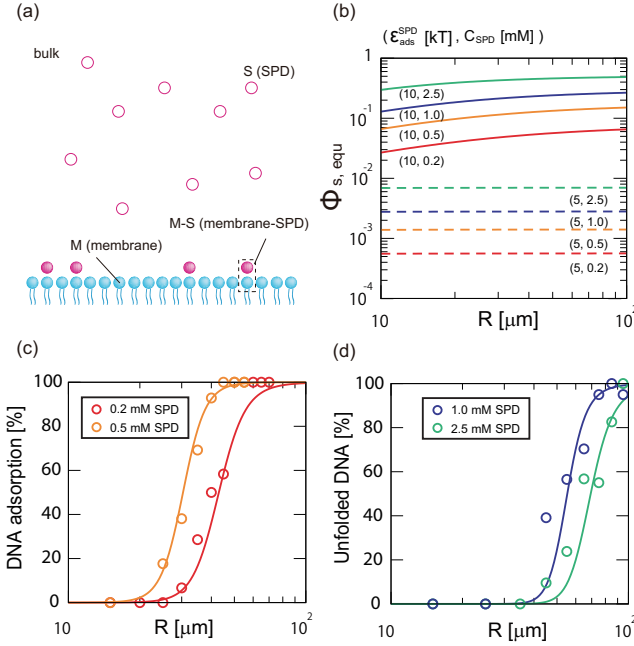 (a)
bulk
S (SPD)
M-S (membrane-SPD)
M (membrane)
(b)
( ε_ads^SPD [kT] , C_SPD [mM] )
1
10^-1
10^-2
10^-3
10^-4
Φ_s, equ
(10, 2.5)
(10, 1.0)
(10, 0.5)
(10, 0.2)
(5, 2.5)
(5, 1.0)
(5, 0.5)
(5, 0.2)
10
R [μm]
10^2
(c)
DNA adsorption [%]
100
80
60
40
20
0
0.2 mM SPD
0.5 mM SPD
10
R [μm]
10^2
(d)
Unfolded DNA [%]
100
80
60
40
20
0
1.0 mM SPD
2.5 mM SPD
10
R [μm]
10^2